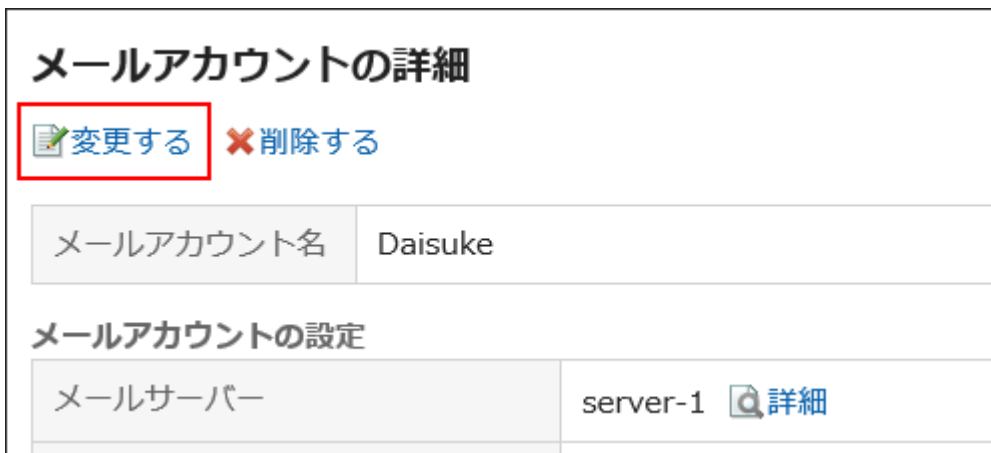 メールアカウントの詳細
変更する 削除する
メールアカウント名 Daisuke
メールアカウントの設定
メールサーバー server-1 詳細